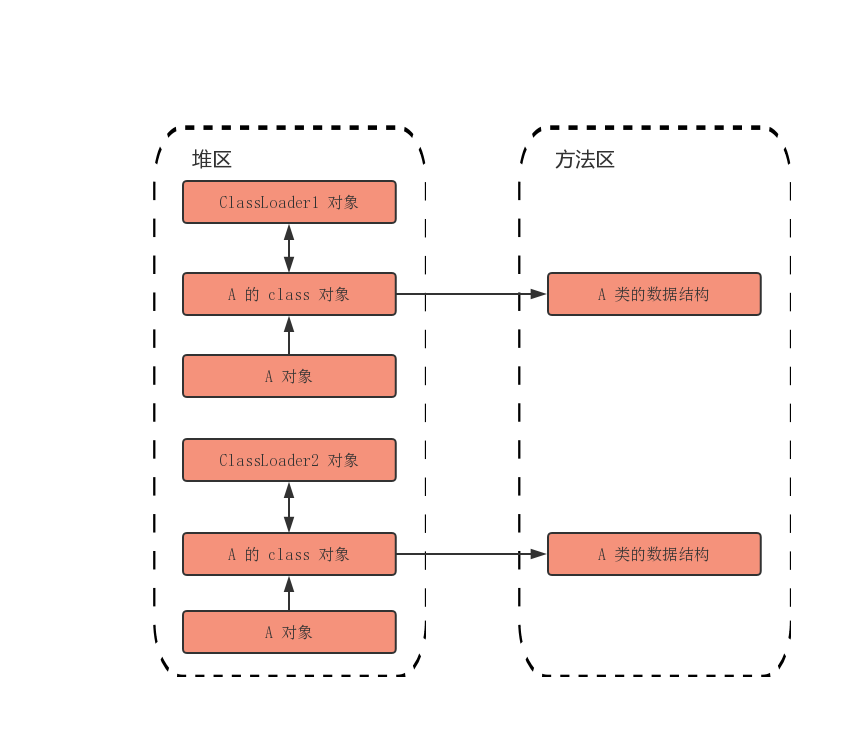 堆区
方法区
ClassLoader1 对象
A 的 class 对象
A 类的数据结构
A 对象
ClassLoader2 对象
A 的 class 对象
A 类的数据结构
A 对象